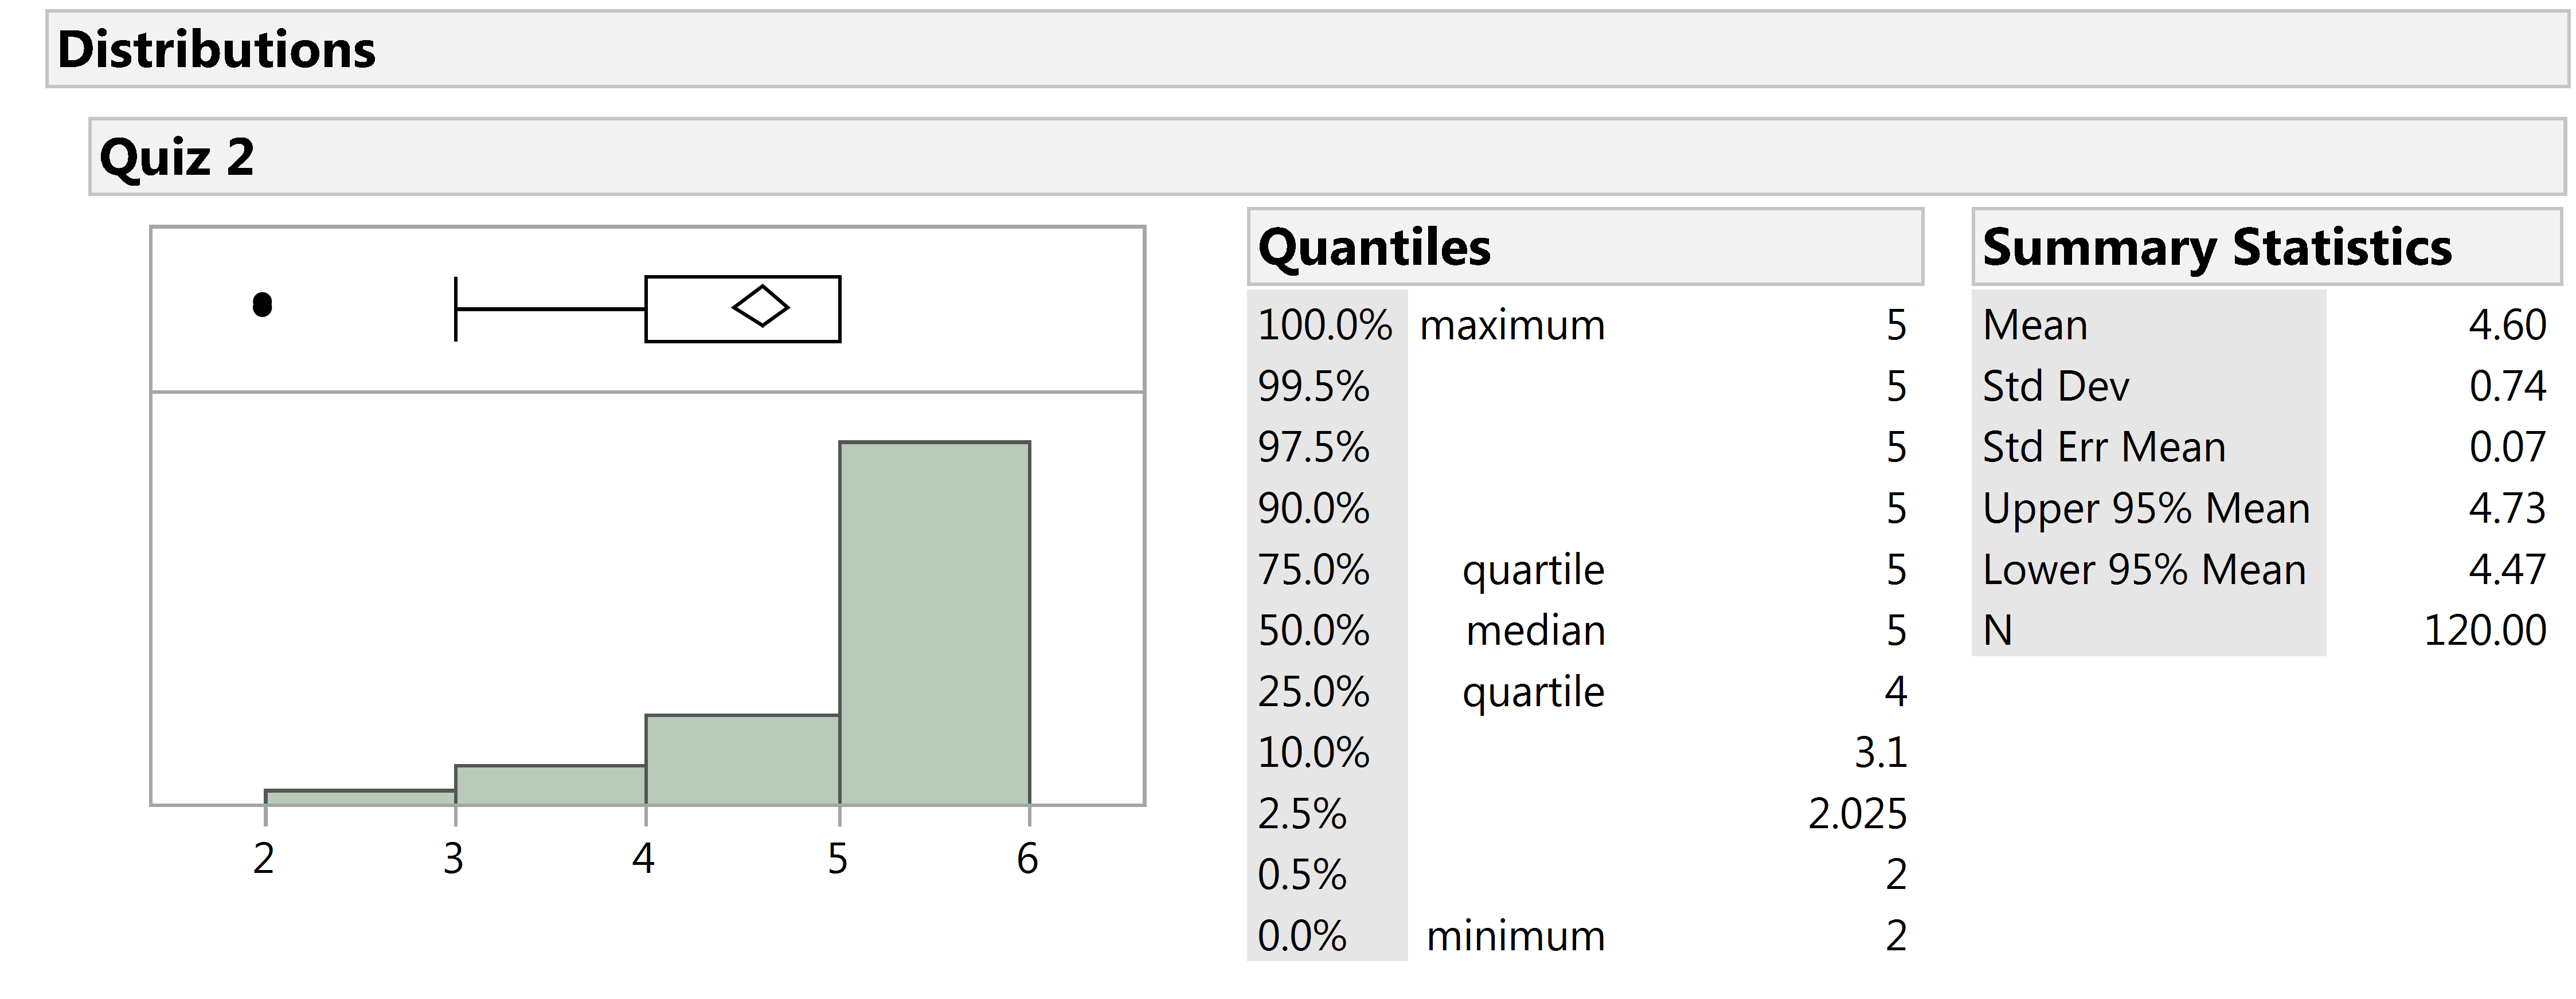 Distributions
Quiz 2
2 3 4 5 6
Quantiles
100.0% maximum 5
99.5% 5
97.5% 5
90.0% 5
75.0% quartile 5
50.0% median 5
25.0% quartile 4
10.0% 3.1
2.5% 2.025
0.5% 2
0.0% minimum 2
Summary Statistics
Mean 4.60
Std Dev 0.74
Std Err Mean 0.07
Upper 95% Mean 4.73
Lower 95% Mean 4.47
N 120.00